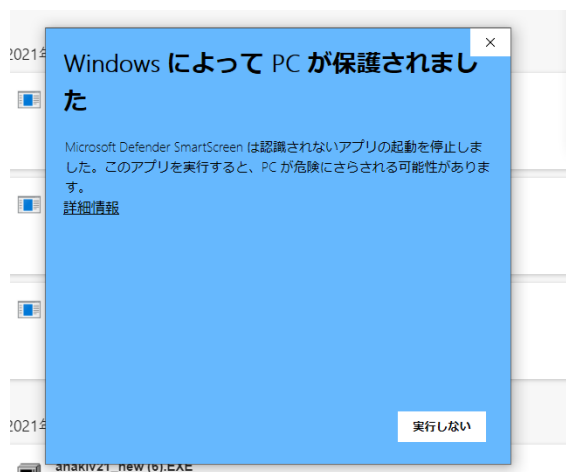 2021年
Windows によって PC が保護されまし
た
Microsoft Defender SmartScreen は認識されないアプリの起動を停止しま
した。このアプリを実行すると、PC が危険にさらされる可能性がありま
す。
詳細情報
実行しない
2021年
anakiv21_new (6).EXE